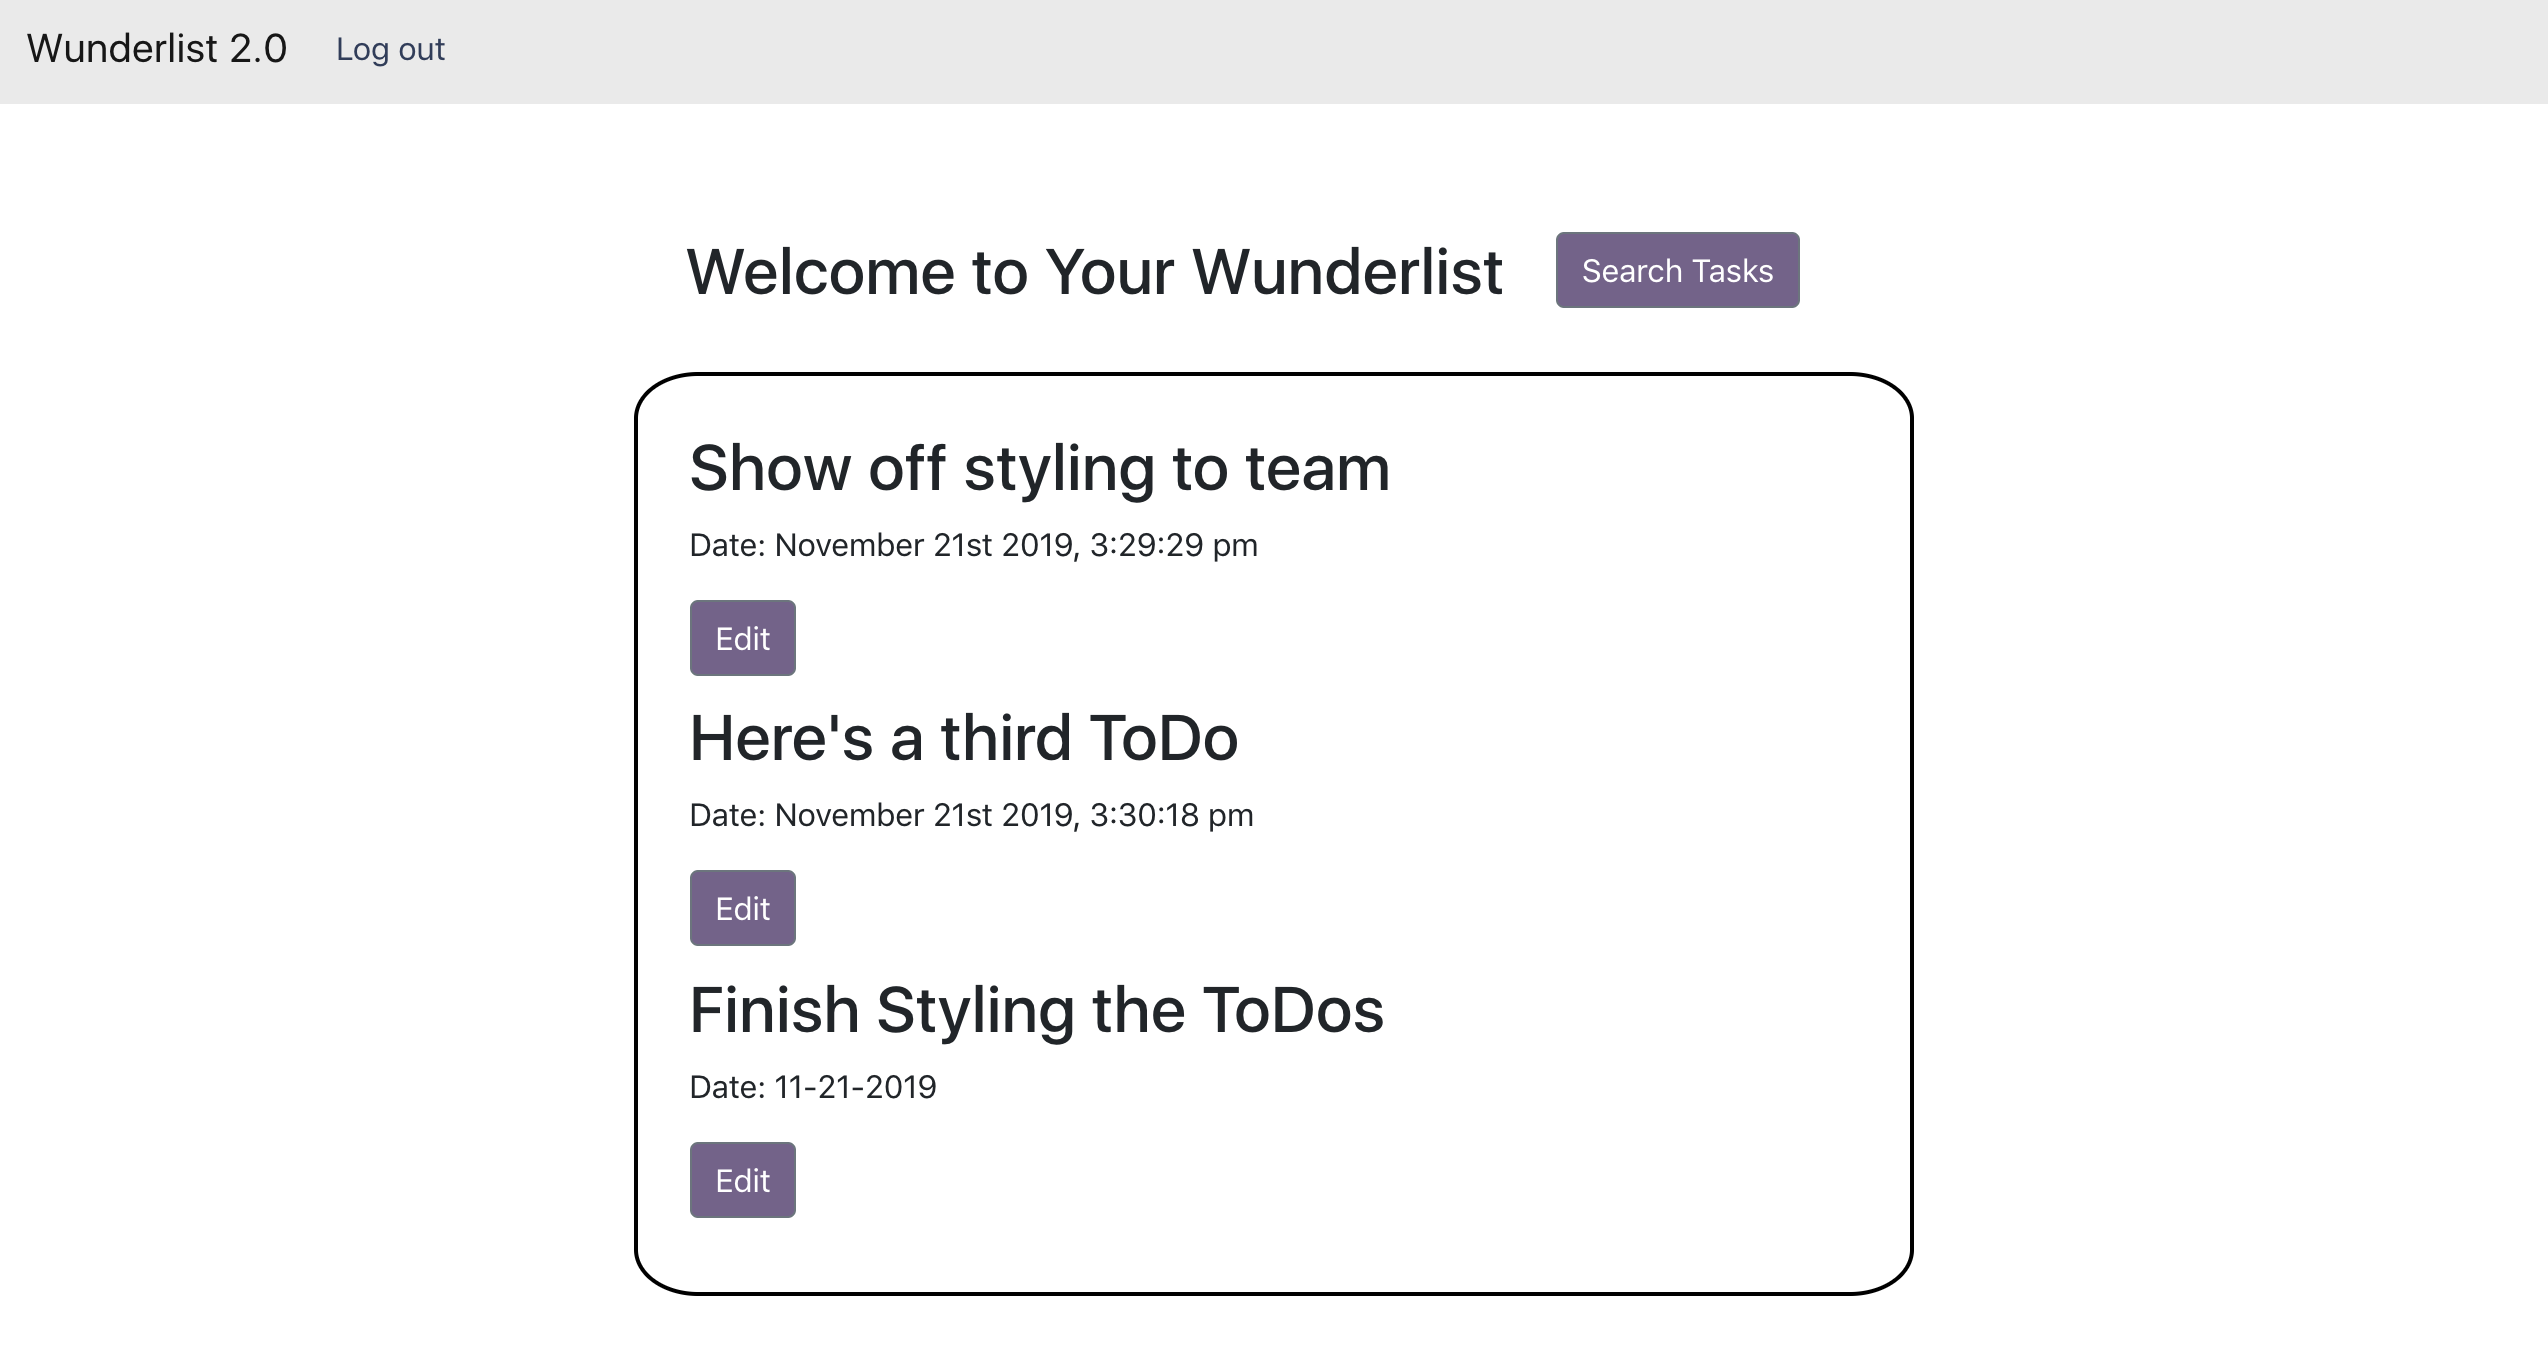 Wunderlist 2.0 Log out
Welcome to Your Wunderlist Search Tasks
Show off styling to team
Date: November 21st 2019, 3:29:29 pm
Edit
Here's a third ToDo
Date: November 21st 2019, 3:30:18 pm
Edit
Finish Styling the ToDos
Date: 11-21-2019
Edit